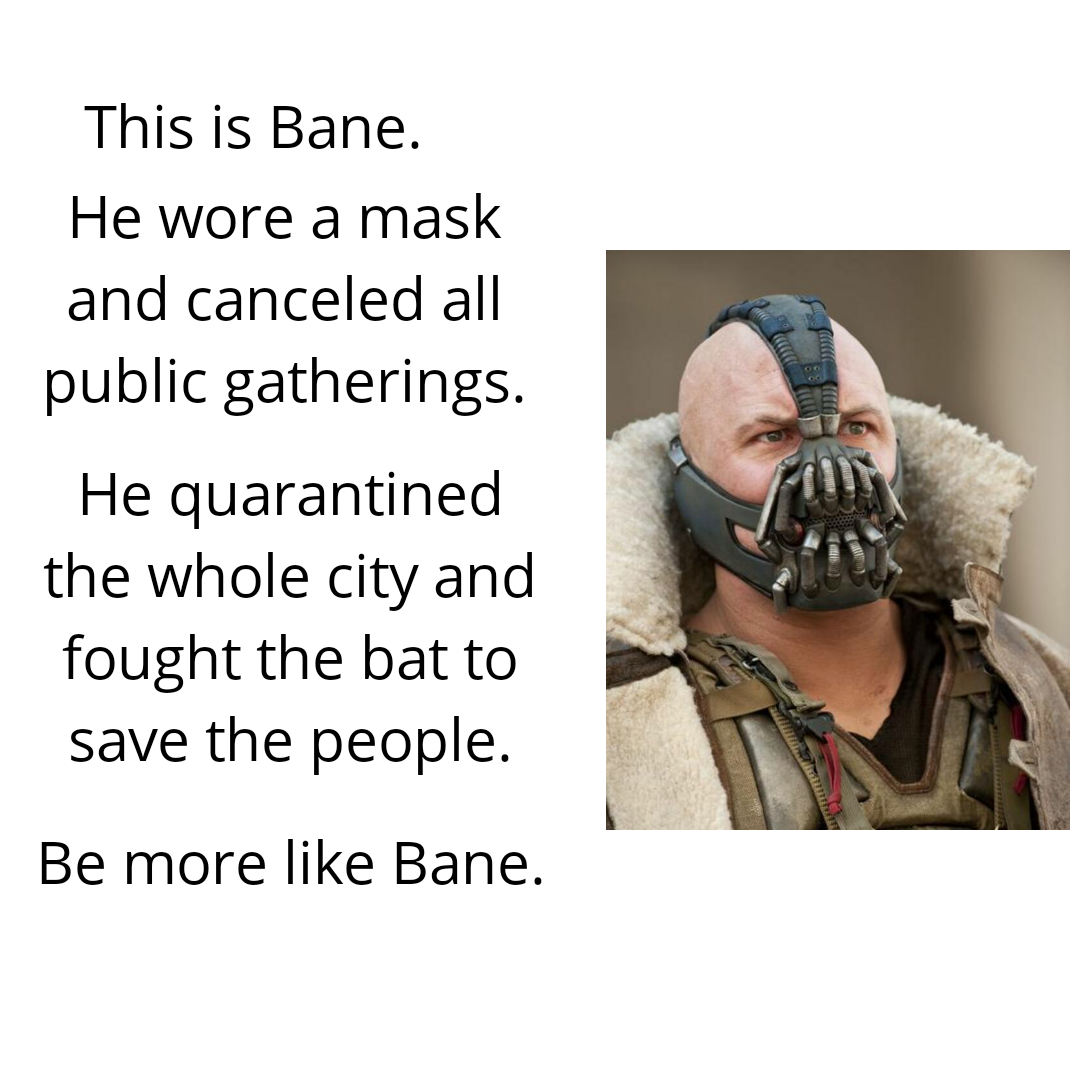 This is Bane.
He wore a mask
and canceled all
public gatherings.
He quarantined
the whole city and
fought the bat to
save the people.
Be more like Bane.